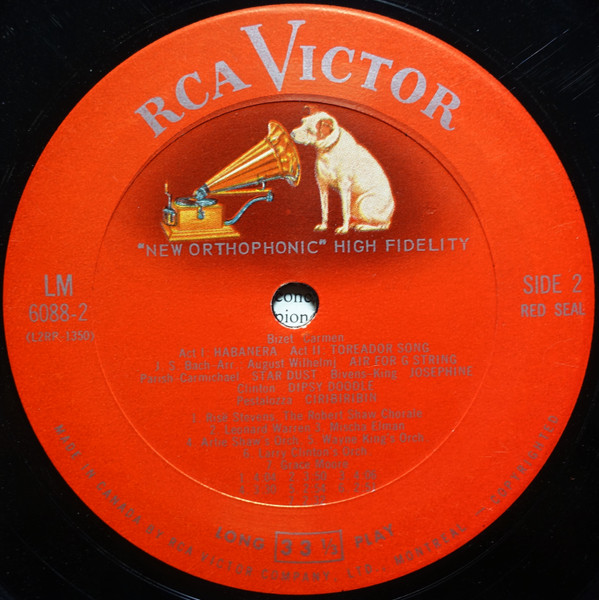 RCA VICTOR
"NEW ORTHOPHONIC" HIGH FIDELITY
LM
6088-2
(L2RR-1350)
SIDE 2
RED SEAL
Bizet Carmen
Act I HABANERA Act II TOREADOR SONG
J. S. Bach-Arr. August Wilhelmj AIR FOR G STRING
Parish-Carmichael STAR DUST Bivens-King JOSEPHINE
Clinton DIPSY DOODLE
Pestalozza CIRIBIRIBIN
1. Risë Stevens, The Robert Shaw Chorale
2. Leonard Warren 3. Mischa Elman
4. Artie Shaw's Orch. 5. Wayne King's Orch.
6. Larry Clinton's Orch.
7. Grace Moore
LONG 33⅓ PLAY
MADE IN CANADA BY RCA VICTOR COMPANY, LTD., MONTREAL